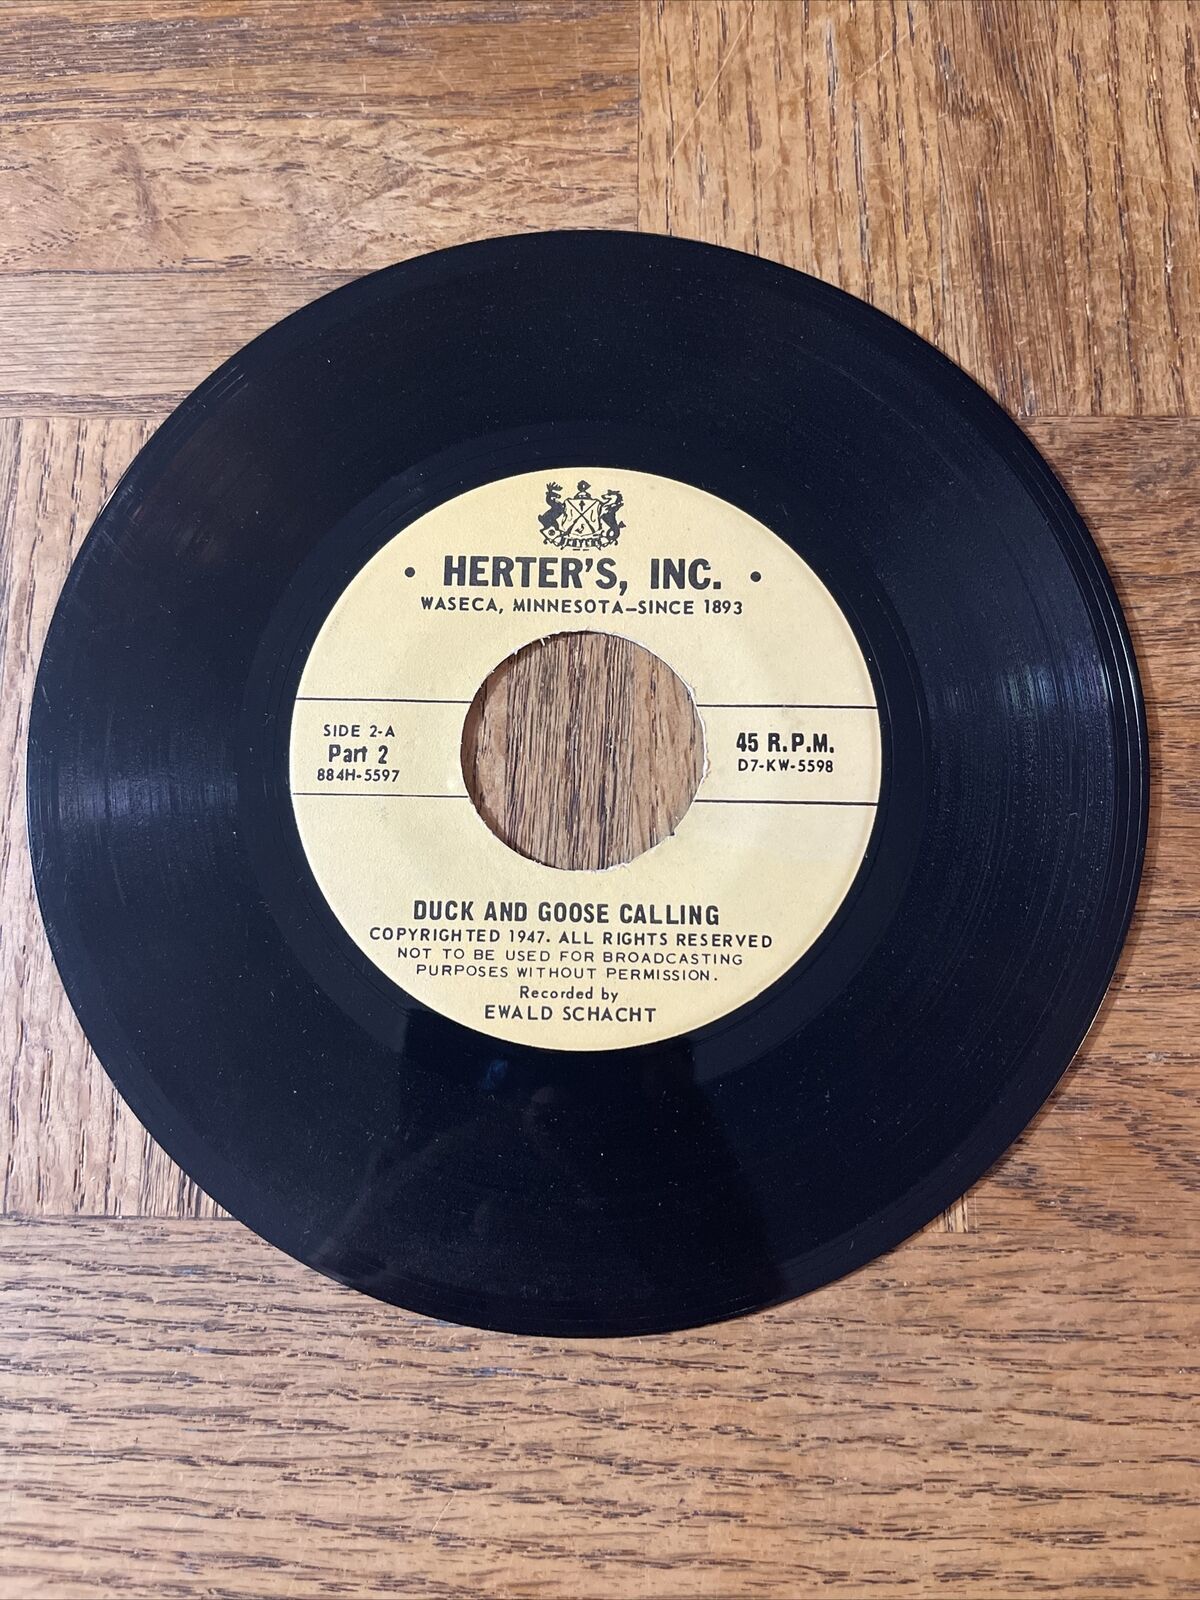 • HERTER'S, INC. •
WASECA, MINNESOTA-SINCE 1893
SIDE 2-A
Part 2
884H-5597
45 R.P.M.
D7-KW-5598
DUCK AND GOOSE CALLING
COPYRIGHTED 1947. ALL RIGHTS RESERVED
NOT TO BE USED FOR BROADCASTING
PURPOSES WITHOUT PERMISSION.
Recorded by
EWALD SCHACHT